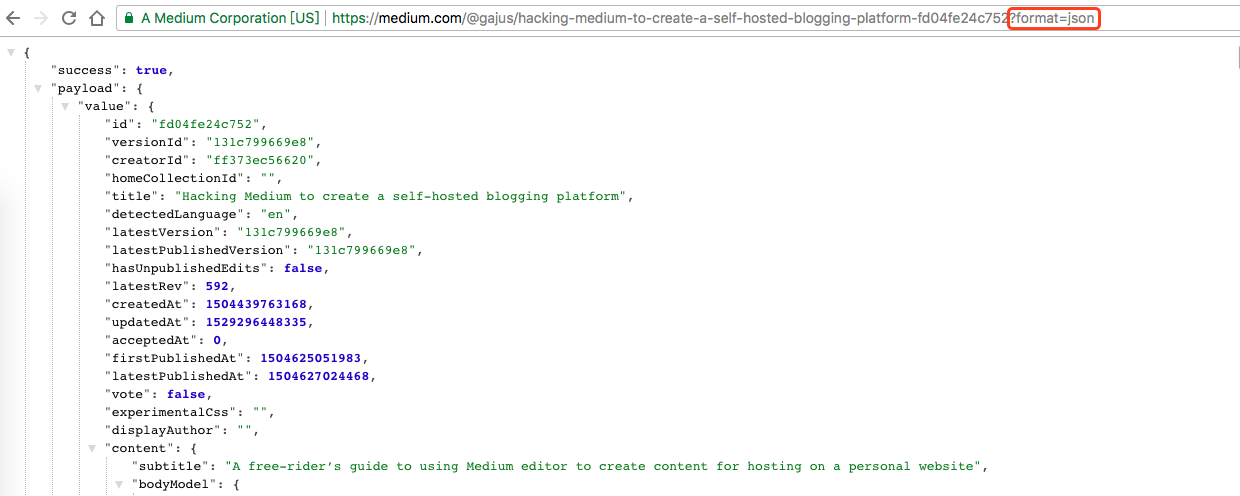 A Medium Corporation [US] https://medium.com/@gajus/hacking-medium-to-create-a-self-hosted-blogging-platform-fd04fe24c752?format=json
{
"success": true,
"payload": {
"value": {
"id": "fd04fe24c752",
"versionId": "131c799669e8",
"creatorId": "ff373ec56620",
"homeCollectionId": "",
"title": "Hacking Medium to create a self-hosted blogging platform",
"detectedLanguage": "en",
"latestVersion": "131c799669e8",
"latestPublishedVersion": "131c799669e8",
"hasUnpublishedEdits": false,
"latestRev": 592,
"createdAt": 1504439763168,
"updatedAt": 1529296448335,
"acceptedAt": 0,
"firstPublishedAt": 1504625051983,
"latestPublishedAt": 1504627024468,
"vote": false,
"experimentalCss": "",
"displayAuthor": "",
"content": {
"subtitle": "A free-rider’s guide to using Medium editor to create content for hosting on a personal website",
"bodyModel": {